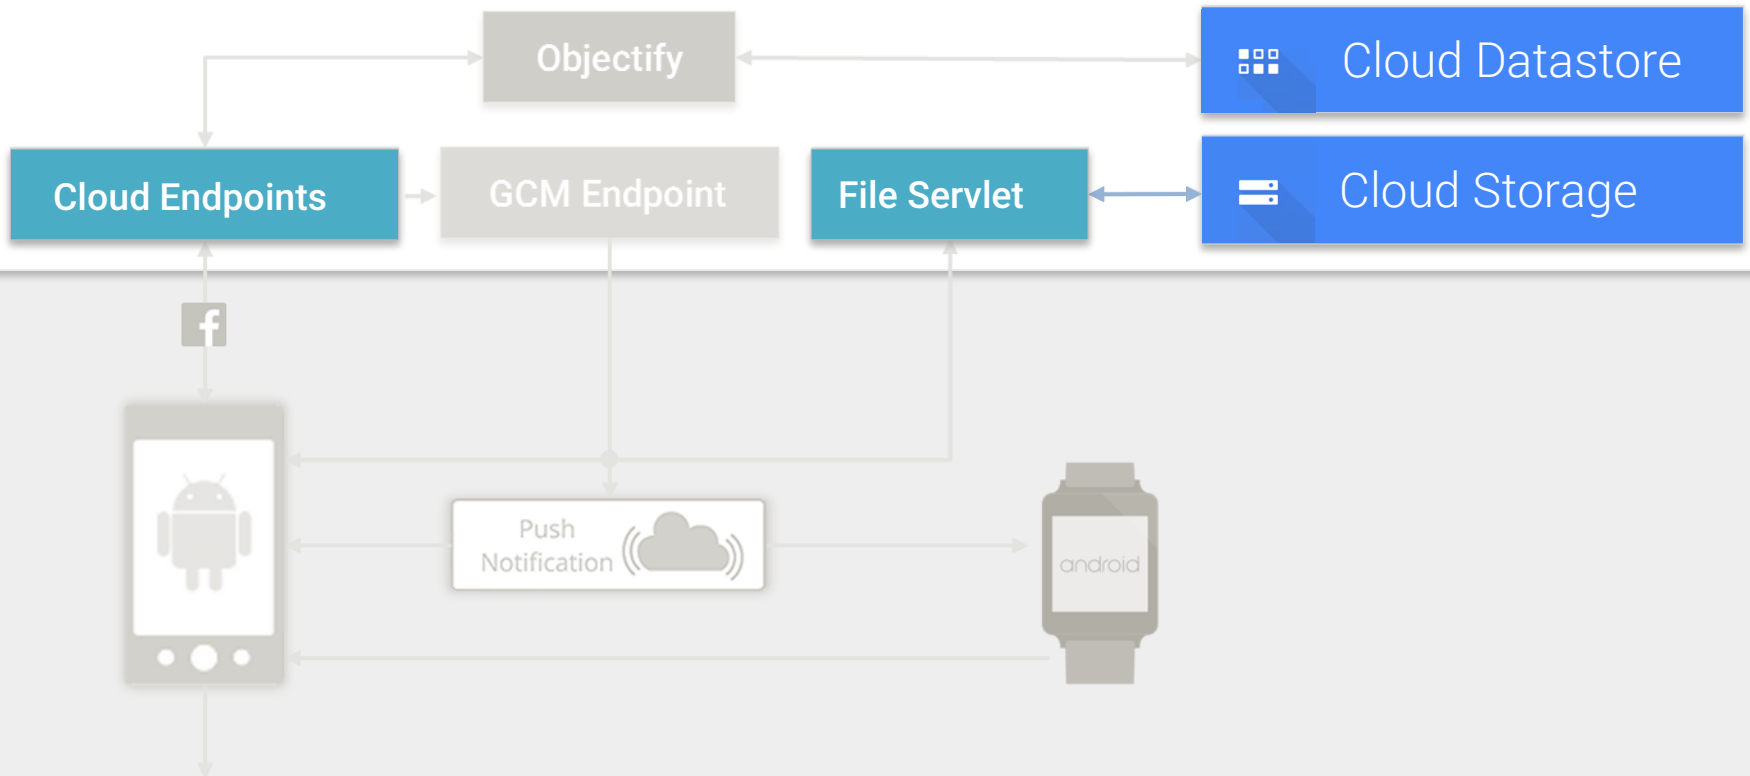 Objectify
Cloud Datastore
Cloud Endpoints
GCM Endpoint
File Servlet
Cloud Storage
f
Push
Notification
android